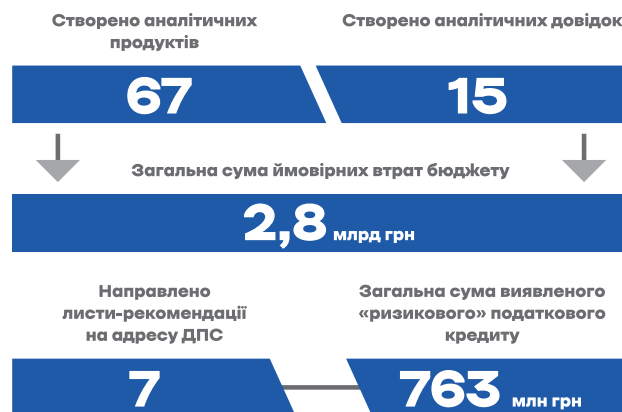 Створено аналітичних
продуктів
Створено аналітичних довідок
67
15
Загальна сума ймовірних втрат бюджету
2,8 млрд грн
Направлено
листи-рекомендації
на адресу ДПС
Загальна сума виявленого
«ризикового» податкового
кредиту
7
763 млн грн